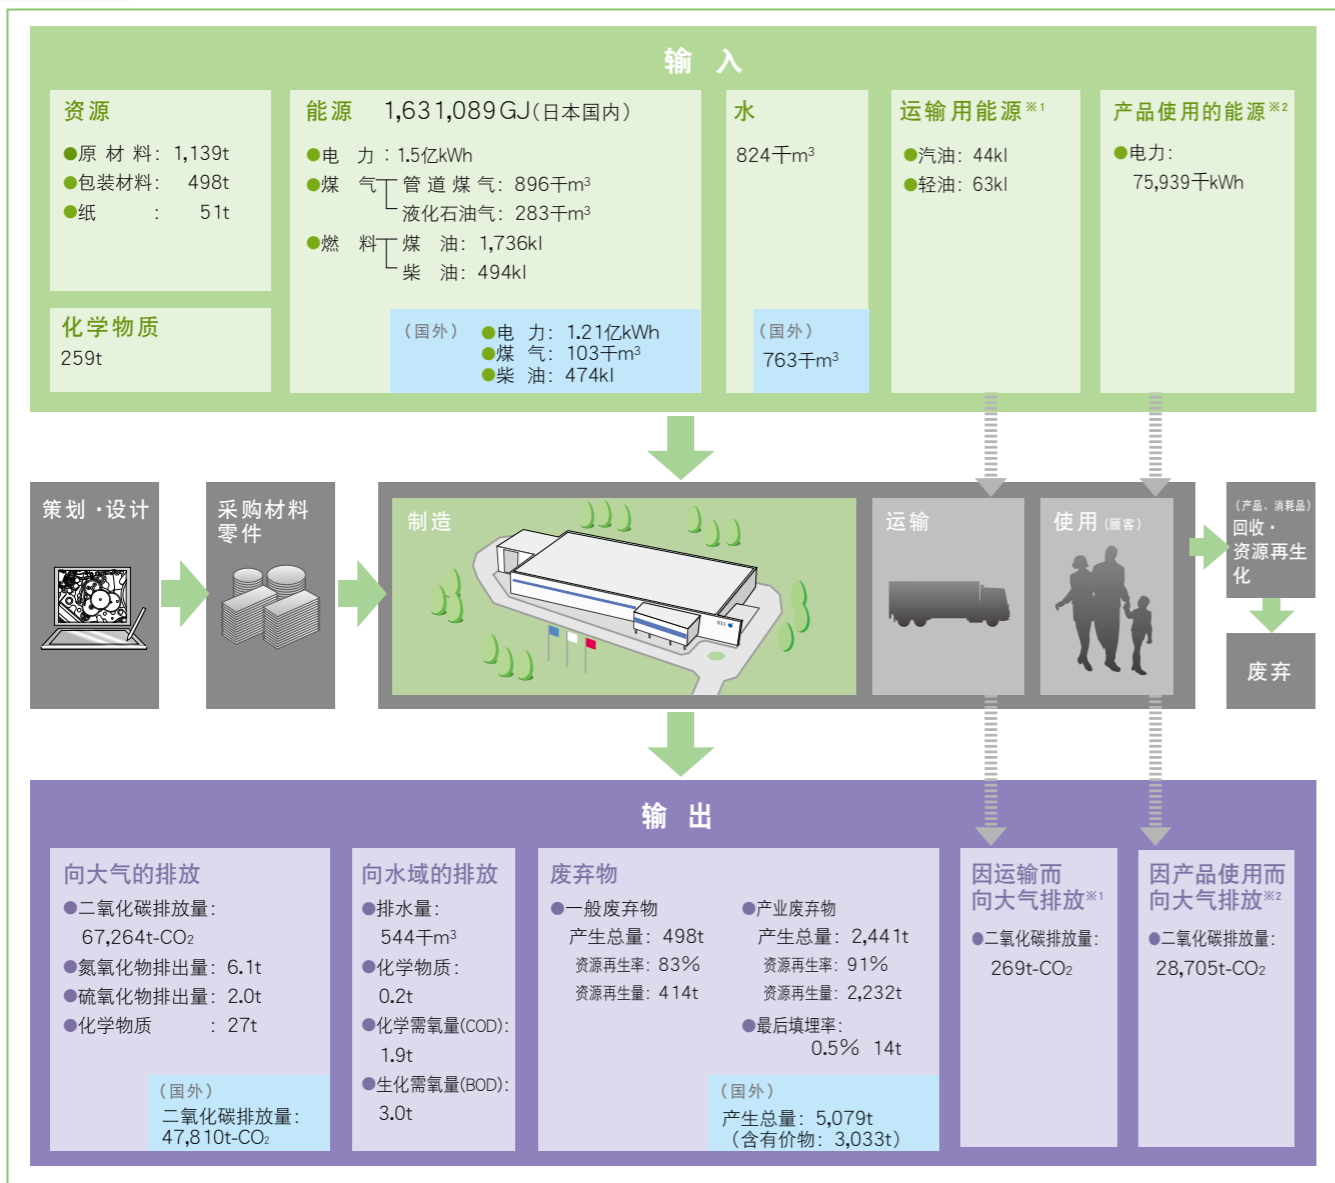 输入
资源
●原材料：1,139t
●包装材料：498t
●纸：51t
化学物质
259t
能源 1,631,089GJ（日本国内）
●电力：1.5亿kWh
●煤气 管道煤气：896千m³
液化石油气：283千m³
●燃料 煤油：1,736kl
柴油：494kl
（国外）
●电力：1.21亿kWh
●煤气：103千m³
●柴油：474kl
水
824千m³
（国外）
763千m³
运输用能源※1
●汽油：44kl
●轻油：63kl
产品使用的能源※2
●电力：
75,939千kWh
策划・设计
采购材料
零件
制造
运输
使用（顾客）
（产品、消耗品）
回收・
资源再生
化
废弃
输出
向大气的排放
●二氧化碳排放量：
67,264t-CO₂
●氮氧化物排出量：6.1t
●硫氧化物排出量：2.0t
●化学物质：27t
（国外）
二氧化碳排放量：
47,810t-CO₂
向水域的排放
●排水量：
544千m³
●化学物质：
0.2t
●化学需氧量(COD)：
1.9t
●生化需氧量(BOD)：
3.0t
废弃物
●一般废弃物
产生总量：498t
资源再生率：83%
资源再生量：414t
●产业废弃物
产生总量：2,441t
资源再生率：91%
资源再生量：2,232t
●最后填埋率：
0.5% 14t
（国外）
产生总量：5,079t
（含有价物：3,033t）
因运输而
向大气排放※1
●二氧化碳排放量：
269t-CO₂
因产品使用而
向大气排放※2
●二氧化碳排放量：
28,705t-CO₂